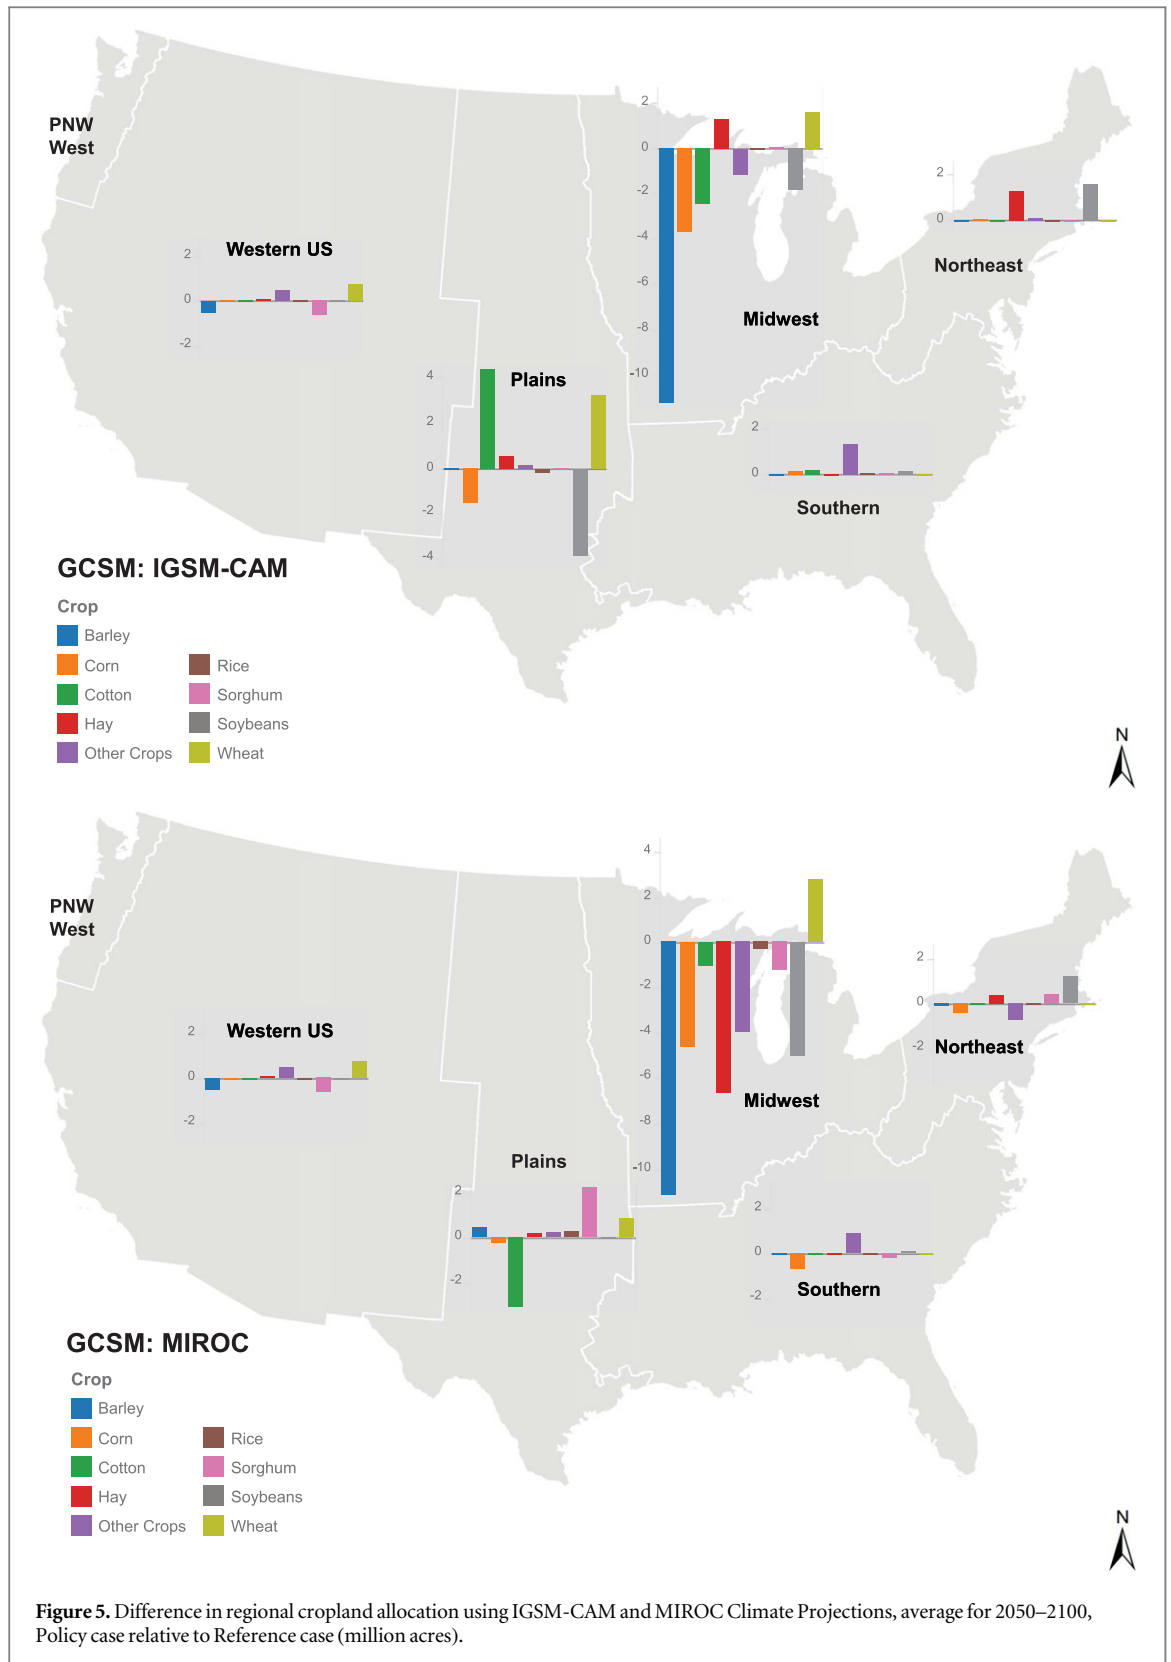 PNW
West
2
0
-2
-4
-6
-8
-10
2
0
Northeast
Western US
2
0
-2
Midwest
Plains
4
2
0
-2
-4
2
0
Southern
GCSM: IGSM-CAM
Crop
Barley
Corn
Rice
Cotton
Sorghum
Hay
Soybeans
Other Crops
Wheat
N
PNW
West
4
2
0
-2
-4
-6
-8
-10
2
0
-2
Northeast
Western US
2
0
-2
Midwest
Plains
2
0
-2
2
0
-2
Southern
GCSM: MIROC
Crop
Barley
Corn
Rice
Cotton
Sorghum
Hay
Soybeans
Other Crops
Wheat
N
Figure 5. Difference in regional cropland allocation using IGSM-CAM and MIROC Climate Projections, average for 2050–2100,
Policy case relative to Reference case (million acres).